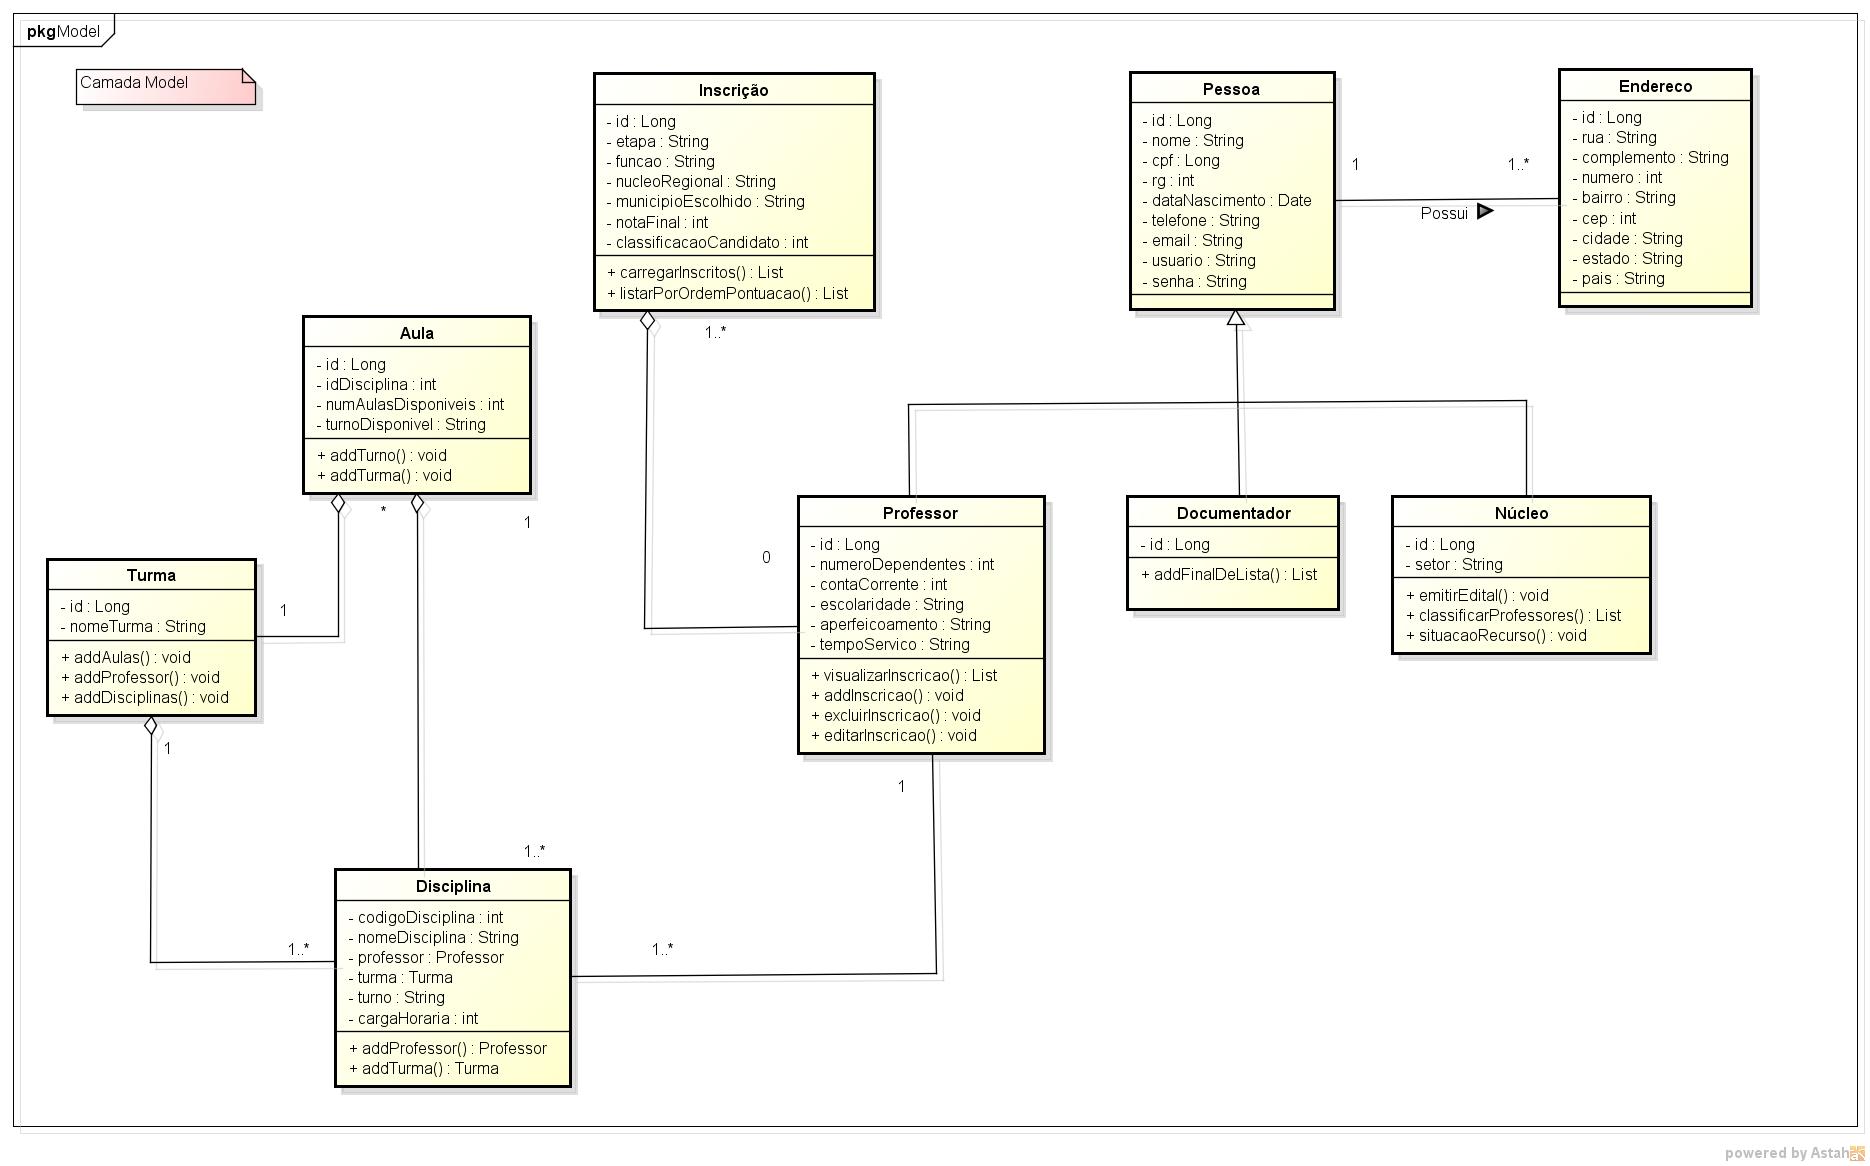 pkg Model
Camada Model
Inscrição
- id : Long
- etapa : String
- funcao : String
- nucleoRegional : String
- municipioEscolhido : String
- notaFinal : int
- classificacaoCandidato : int
+ carregarInscritos() : List
+ listarPorOrdemPontuacao() : List
Pessoa
- id : Long
- nome : String
- cpf : Long
- rg : int
- dataNascimento : Date
- telefone : String
- email : String
- usuario : String
- senha : String
1
1..*
Possui
Endereco
- id : Long
- rua : String
- complemento : String
- numero : int
- bairro : String
- cep : int
- cidade : String
- estado : String
- pais : String
1..*
0
Aula
- id : Long
- idDisciplina : int
- numAulasDisponiveis : int
- turnoDisponivel : String
+ addTurno() : void
+ addTurma() : void
*
1
1
Turma
- id : Long
- nomeTurma : String
+ addAulas() : void
+ addProfessor() : void
+ addDisciplinas() : void
1
Professor
- id : Long
- numeroDependentes : int
- contaCorrente : int
- escolaridade : String
- aperfeicoamento : String
- tempoServico : String
+ visualizarInscricao() : List
+ addInscricao() : void
+ excluirInscricao() : void
+ editarInscricao() : void
1
Documentador
- id : Long
+ addFinalDeLista() : List
Núcleo
- id : Long
- setor : String
+ emitirEdital() : void
+ classificarProfessores() : List
+ situacaoRecurso() : void
1..*
1..*
1..*
Disciplina
- codigoDisciplina : int
- nomeDisciplina : String
- professor : Professor
- turma : Turma
- turno : String
- cargaHoraria : int
+ addProfessor() : Professor
+ addTurma() : Turma
powered by Astah